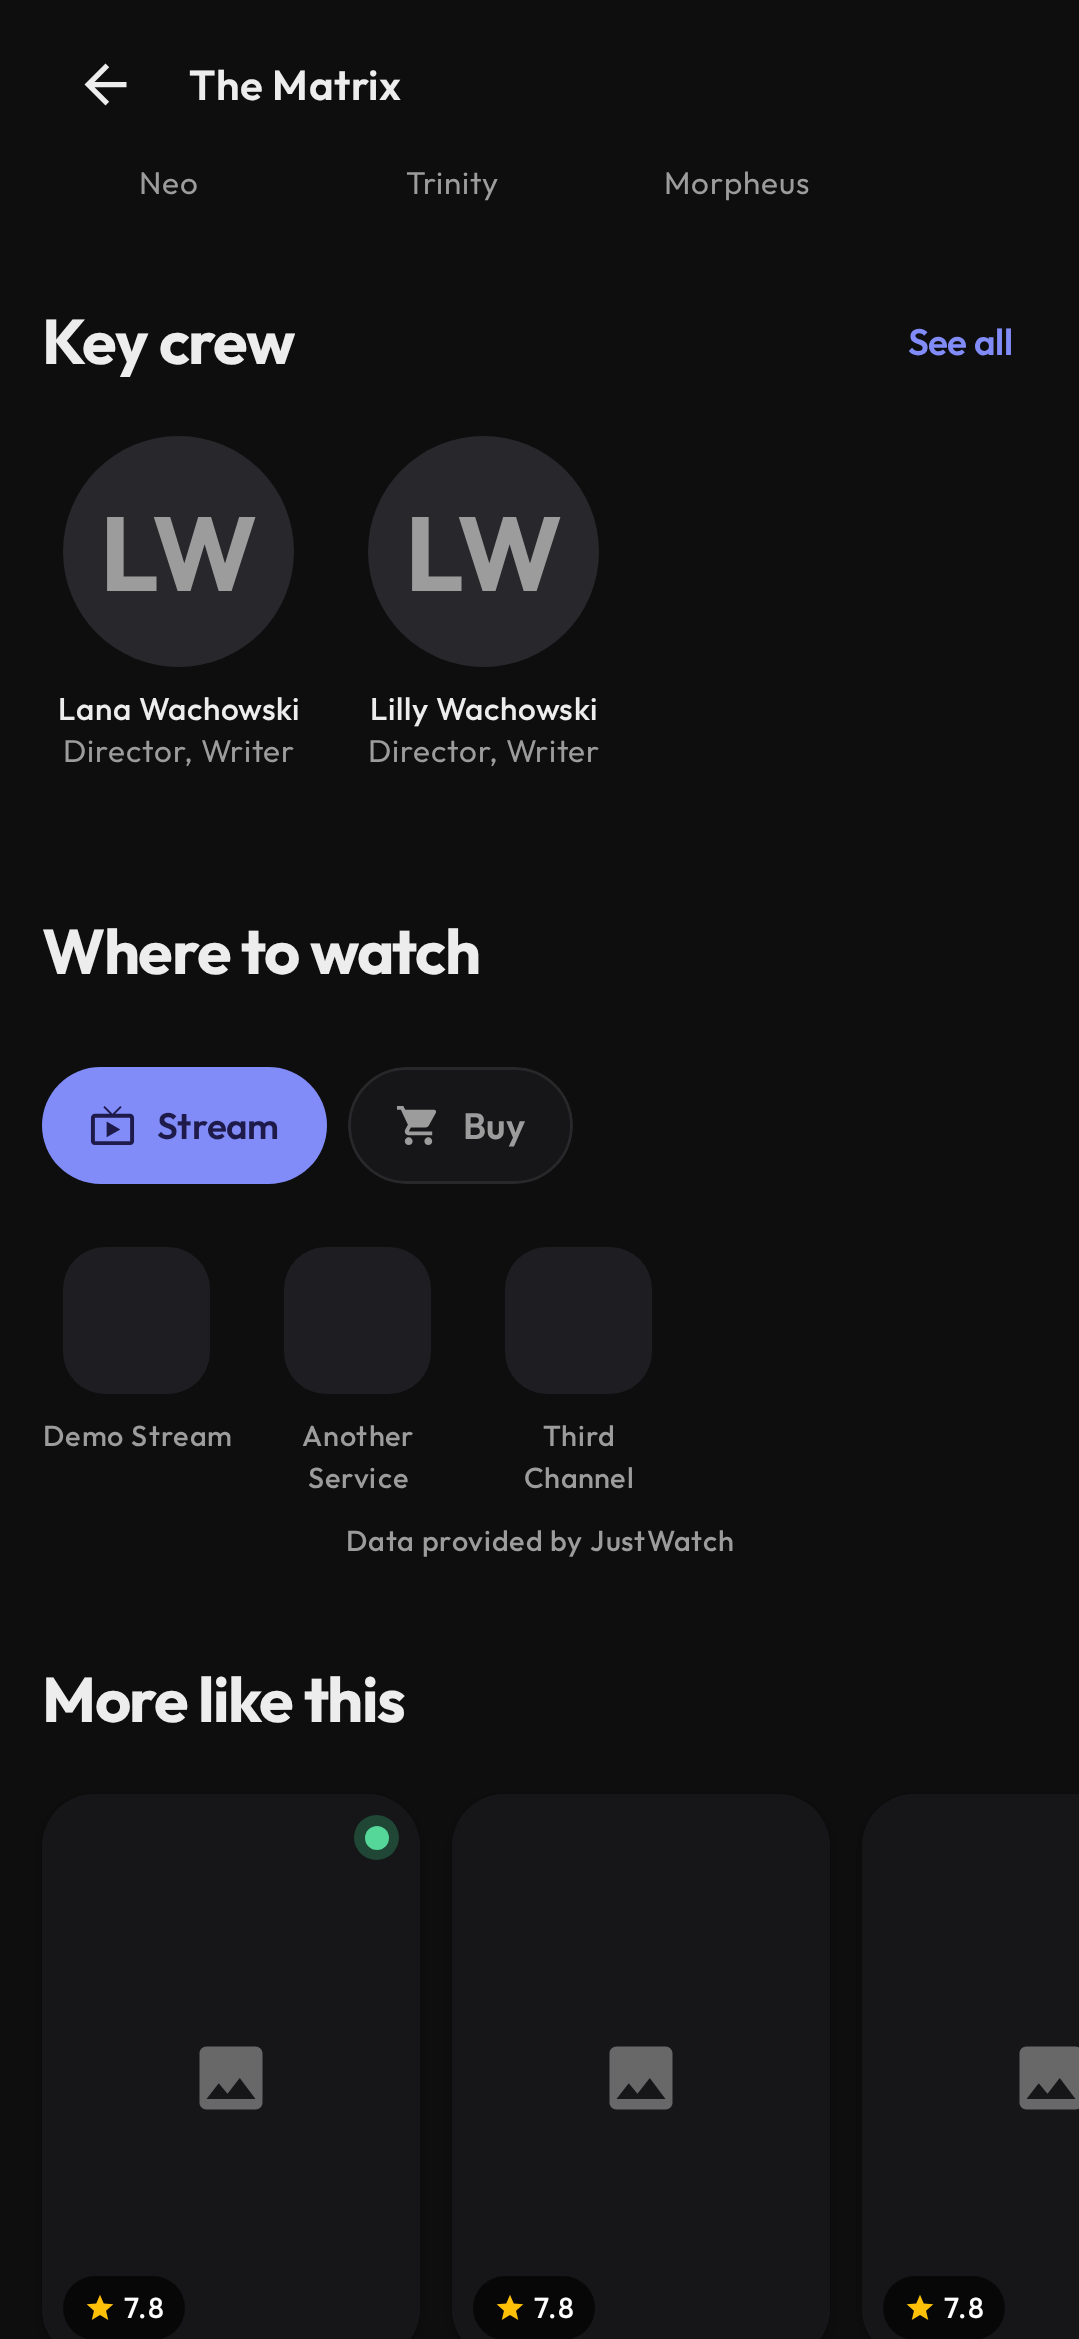 The Matrix
Neo
Trinity
Morpheus
Key crew
See all
LW
LW
Lana Wachowski
Director, Writer
Lilly Wachowski
Director, Writer
Where to watch
Stream
Buy
Demo Stream
Another
Service
Third
Channel
Data provided by JustWatch
More like this
7.8
7.8
7.8